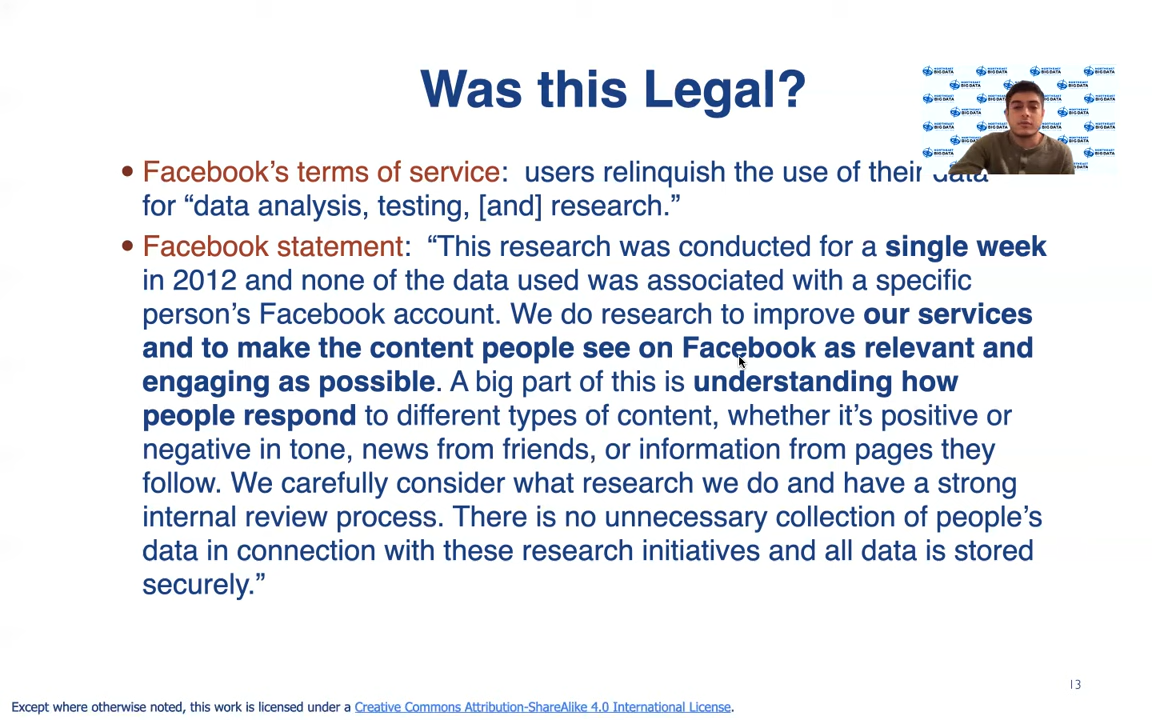 Was this Legal?
NORTHEAST BIG DATA
• Facebook’s terms of service:  users relinquish the use of their data
for “data analysis, testing, [and] research.”
• Facebook statement:  “This research was conducted for a single week
in 2012 and none of the data used was associated with a specific
person’s Facebook account. We do research to improve our services
and to make the content people see on Facebook as relevant and
engaging as possible. A big part of this is understanding how
people respond to different types of content, whether it’s positive or
negative in tone, news from friends, or information from pages they
follow. We carefully consider what research we do and have a strong
internal review process. There is no unnecessary collection of people’s
data in connection with these research initiatives and all data is stored
securely.”
13
Except where otherwise noted, this work is licensed under a Creative Commons Attribution-ShareAlike 4.0 International License.